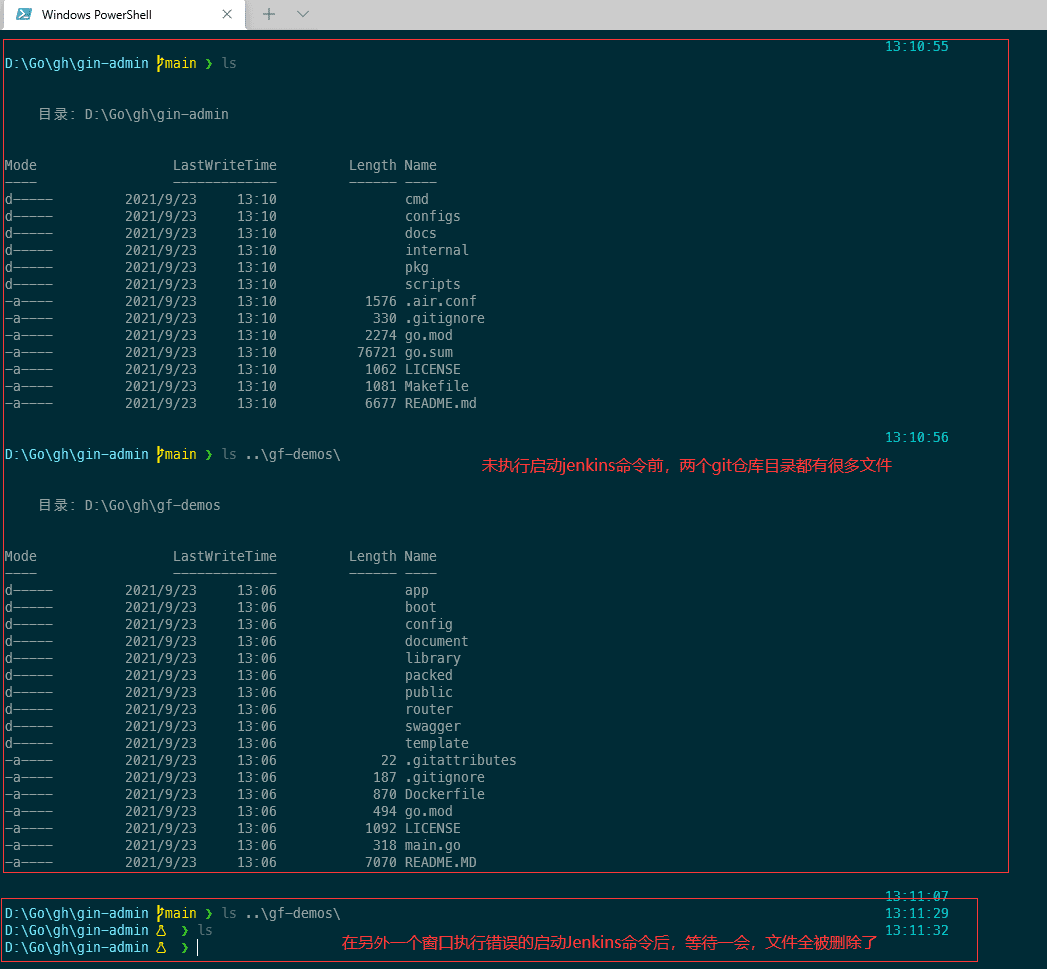 Windows PowerShell
13:10:55
D:\Go\gh\gin-admin main ❯ ls
目录: D:\Go\gh\gin-admin
Mode LastWriteTime Length Name
---- ------------- ------ ----
d----- 2021/9/23 13:10 cmd
d----- 2021/9/23 13:10 configs
d----- 2021/9/23 13:10 docs
d----- 2021/9/23 13:10 internal
d----- 2021/9/23 13:10 pkg
d----- 2021/9/23 13:10 scripts
-a---- 2021/9/23 13:10 1576 .air.conf
-a---- 2021/9/23 13:10 330 .gitignore
-a---- 2021/9/23 13:10 2274 go.mod
-a---- 2021/9/23 13:10 76721 go.sum
-a---- 2021/9/23 13:10 1062 LICENSE
-a---- 2021/9/23 13:10 1081 Makefile
-a---- 2021/9/23 13:10 6677 README.md
13:10:56
D:\Go\gh\gin-admin main ❯ ls ..\gf-demos\
未执行启动jenkins命令前，两个git仓库目录都有很多文件
目录: D:\Go\gh\gf-demos
Mode LastWriteTime Length Name
---- ------------- ------ ----
d----- 2021/9/23 13:06 app
d----- 2021/9/23 13:06 boot
d----- 2021/9/23 13:06 config
d----- 2021/9/23 13:06 document
d----- 2021/9/23 13:06 library
d----- 2021/9/23 13:06 packed
d----- 2021/9/23 13:06 public
d----- 2021/9/23 13:06 router
d----- 2021/9/23 13:06 swagger
d----- 2021/9/23 13:06 template
-a---- 2021/9/23 13:06 22 .gitattributes
-a---- 2021/9/23 13:06 187 .gitignore
-a---- 2021/9/23 13:06 870 Dockerfile
-a---- 2021/9/23 13:06 494 go.mod
-a---- 2021/9/23 13:06 1092 LICENSE
-a---- 2021/9/23 13:06 318 main.go
-a---- 2021/9/23 13:06 7070 README.MD
13:11:07
D:\Go\gh\gin-admin main ❯ ls ..\gf-demos\ 13:11:29
D:\Go\gh\gin-admin ❯ ls 13:11:32
D:\Go\gh\gin-admin ❯
在另外一个窗口执行错误的启动Jenkins命令后，等待一会，文件全被删除了